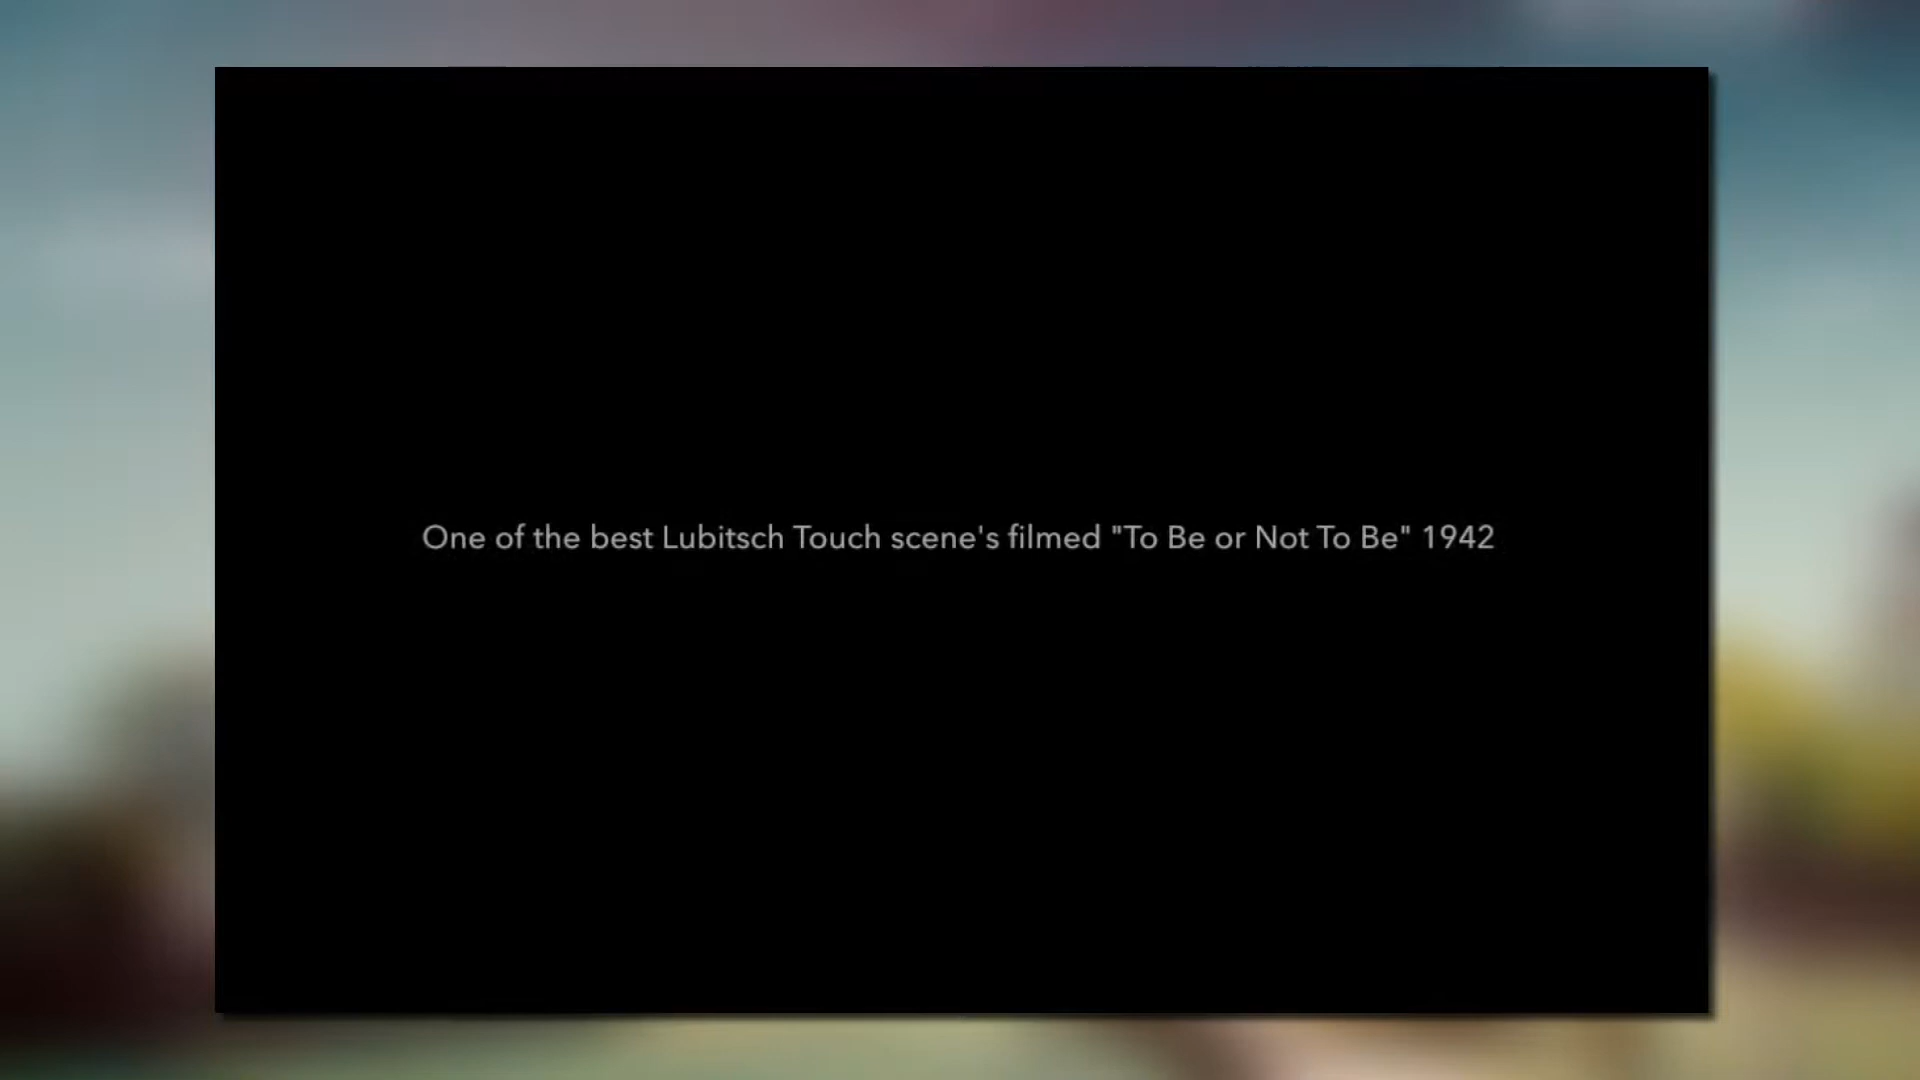 One of the best Lubitsch Touch scene's filmed "To Be or Not To Be" 1942